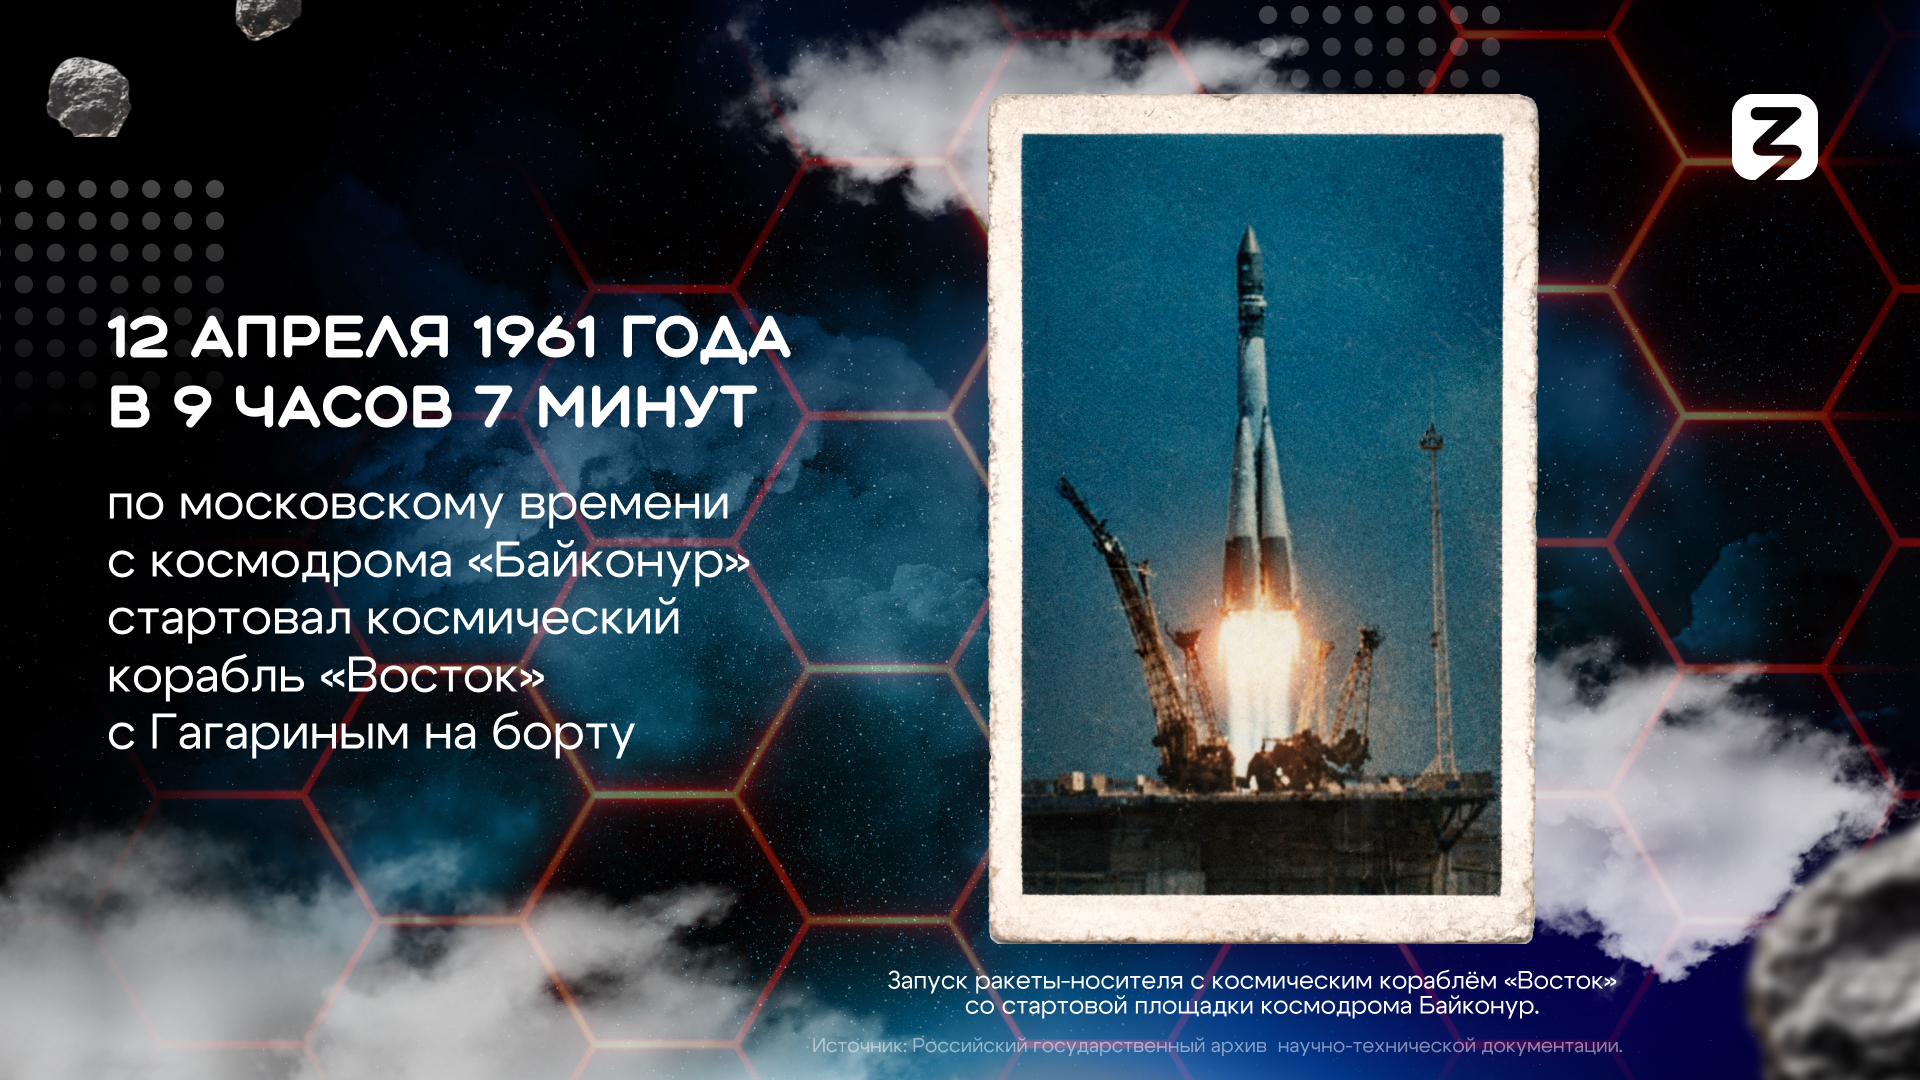 12 АПРЕЛЯ 1961 ГОДА
В 9 ЧАСОВ 7 МИНУТ
по московскому времени
с космодрома «Байконур»
стартовал космический
корабль «Восток»
с Гагариным на борту
Запуск ракеты-носителя с космическим кораблём «Восток»
со стартовой площадки космодрома Байконур.
Источник: Российский государственный архив научно-технической документации.